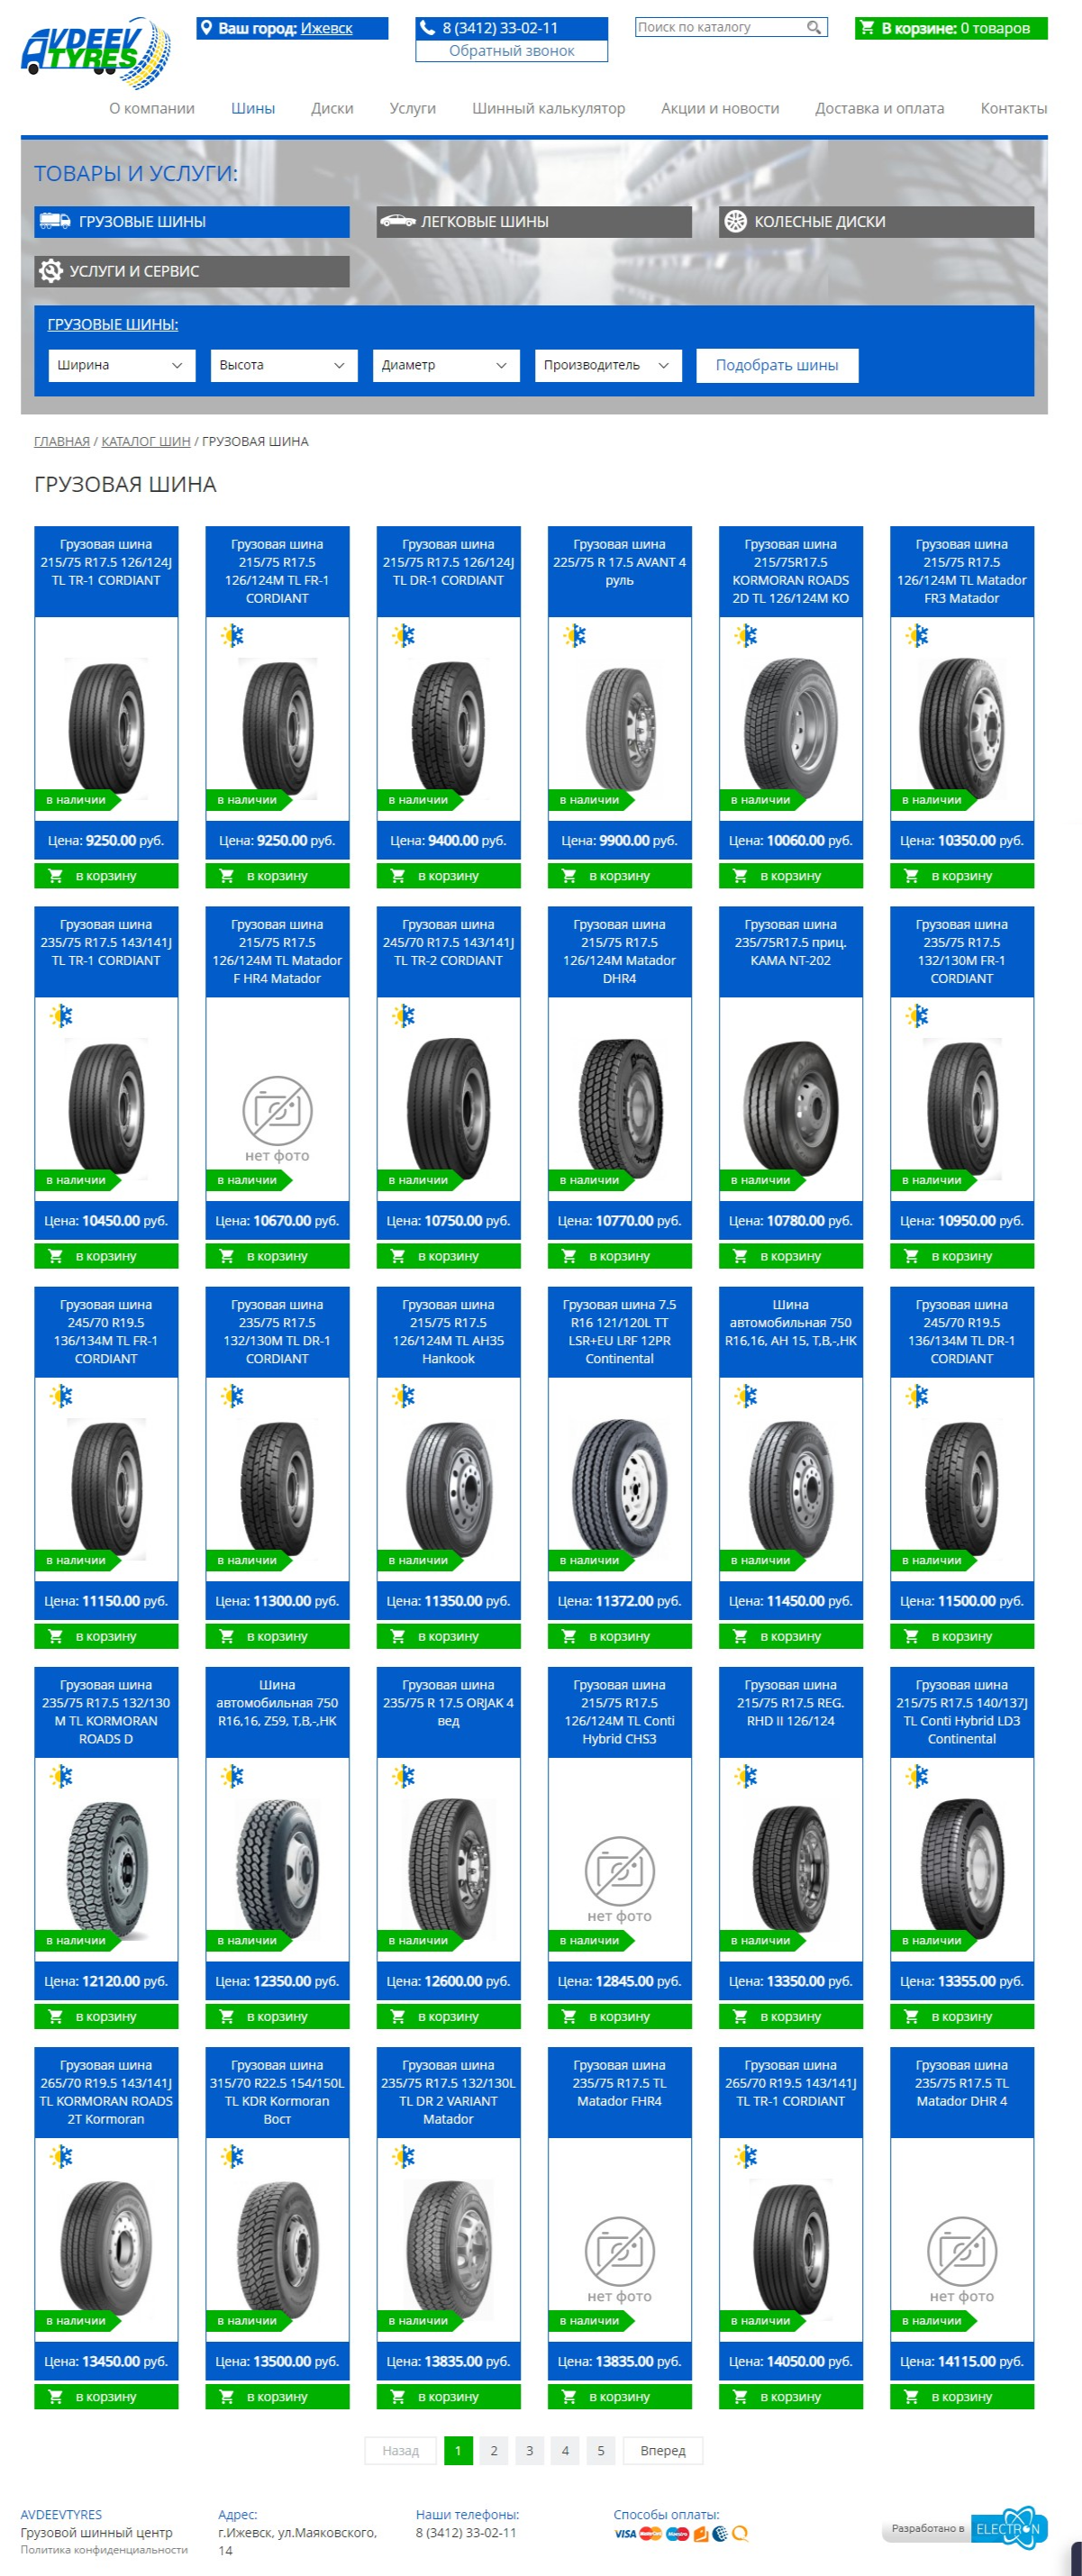 AVDEEV
TYRES
Ваш город: Ижевск
8 (3412) 33-02-11
Обратный звонок
Поиск по каталогу
В корзине: 0 товаров
О компании
Шины
Диски
Услуги
Шинный калькулятор
Акции и новости
Доставка и оплата
Контакты
ТОВАРЫ И УСЛУГИ:
ГРУЗОВЫЕ ШИНЫ
ЛЕГКОВЫЕ ШИНЫ
КОЛЕСНЫЕ ДИСКИ
УСЛУГИ И СЕРВИС
ГРУЗОВЫЕ ШИНЫ:
Ширина
Высота
Диаметр
Производитель
Подобрать шины
ГЛАВНАЯ / КАТАЛОГ ШИН / ГРУЗОВАЯ ШИНА
ГРУЗОВАЯ ШИНА
Грузовая шина
215/75 R17.5 126/124J
TL TR-1 CORDIANT
в наличии
Цена: 9250.00 руб.
в корзину
Грузовая шина
215/75 R17.5
126/124M TL FR-1
CORDIANT
в наличии
Цена: 9250.00 руб.
в корзину
Грузовая шина
215/75 R17.5 126/124J
TL DR-1 CORDIANT
в наличии
Цена: 9400.00 руб.
в корзину
Грузовая шина
225/75 R 17.5 AVANT 4
руль
в наличии
Цена: 9900.00 руб.
в корзину
Грузовая шина
215/75R17.5
KORMORAN ROADS
2D TL 126/124M KO
в наличии
Цена: 10060.00 руб.
в корзину
Грузовая шина
215/75 R17.5
126/124M TL Matador
FR3 Matador
в наличии
Цена: 10350.00 руб.
в корзину
Грузовая шина
235/75 R17.5 143/141J
TL TR-1 CORDIANT
в наличии
Цена: 10450.00 руб.
в корзину
Грузовая шина
215/75 R17.5
126/124M TL Matador
F HR4 Matador
нет фото
в наличии
Цена: 10670.00 руб.
в корзину
Грузовая шина
245/70 R17.5 143/141J
TL TR-2 CORDIANT
в наличии
Цена: 10750.00 руб.
в корзину
Грузовая шина
215/75 R17.5
126/124M Matador
DHR4
в наличии
Цена: 10770.00 руб.
в корзину
Грузовая шина
235/75R17.5 приц.
КАМА NT-202
в наличии
Цена: 10780.00 руб.
в корзину
Грузовая шина
235/75 R17.5
132/130M FR-1
CORDIANT
в наличии
Цена: 10950.00 руб.
в корзину
Грузовая шина
245/70 R19.5
136/134M TL FR-1
CORDIANT
в наличии
Цена: 11150.00 руб.
в корзину
Грузовая шина
235/75 R17.5
132/130M TL DR-1
CORDIANT
в наличии
Цена: 11300.00 руб.
в корзину
Грузовая шина
215/75 R17.5
126/124M TL AH35
Hankook
в наличии
Цена: 11350.00 руб.
в корзину
Грузовая шина 7.5
R16 121/120L TT
LSR+EU LRF 12PR
Continental
в наличии
Цена: 11372.00 руб.
в корзину
Шина
автомобильная 750
R16,16, AH 15, T,B,-,HK
в наличии
Цена: 11450.00 руб.
в корзину
Грузовая шина
245/70 R19.5
136/134M TL DR-1
CORDIANT
в наличии
Цена: 11500.00 руб.
в корзину
Грузовая шина
235/75 R17.5 132/130
M TL KORMORAN
ROADS D
в наличии
Цена: 12120.00 руб.
в корзину
Шина
автомобильная 750
R16,16, Z59, T,B,-,HK
в наличии
Цена: 12350.00 руб.
в корзину
Грузовая шина
235/75 R 17.5 ORJAK 4
вед
в наличии
Цена: 12600.00 руб.
в корзину
Грузовая шина
215/75 R17.5
126/124M TL Conti
Hybrid CHS3
нет фото
в наличии
Цена: 12845.00 руб.
в корзину
Грузовая шина
215/75 R17.5 REG.
RHD II 126/124
в наличии
Цена: 13350.00 руб.
в корзину
Грузовая шина
215/75 R17.5 140/137J
TL Conti Hybrid LD3
Continental
в наличии
Цена: 13355.00 руб.
в корзину
Грузовая шина
265/70 R19.5 143/141J
TL KORMORAN ROADS
2T Kormoran
в наличии
Цена: 13450.00 руб.
в корзину
Грузовая шина
315/70 R22.5 154/150L
TL KDR Kormoran
Вост
в наличии
Цена: 13500.00 руб.
в корзину
Грузовая шина
235/75 R17.5 132/130L
TL DR 2 VARIANT
Matador
в наличии
Цена: 13835.00 руб.
в корзину
Грузовая шина
235/75 R17.5 TL
Matador FHR4
нет фото
в наличии
Цена: 13835.00 руб.
в корзину
Грузовая шина
265/70 R19.5 143/141J
TL TR-1 CORDIANT
в наличии
Цена: 14050.00 руб.
в корзину
Грузовая шина
235/75 R17.5 TL
Matador DHR 4
нет фото
в наличии
Цена: 14115.00 руб.
в корзину
Назад 1 2 3 4 5 Вперед
AVDEEVTYRES
Грузовой шинный центр
Политика конфиденциальности
Адрес:
г.Ижевск, ул.Маяковского,
14
Наши телефоны:
8 (3412) 33-02-11
Способы оплаты:
VISA
Разработано в ELECTRON